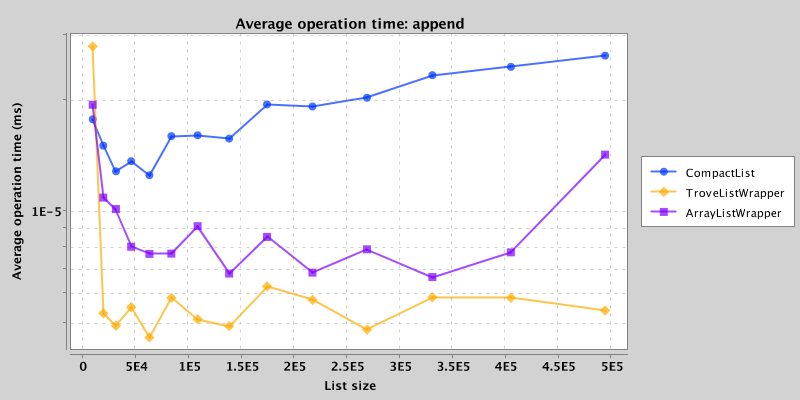 Average operation time: append
Average operation time (ms)
1E-5
0 5E4 1E5 1.5E5 2E5 2.5E5 3E5 3.5E5 4E5 4.5E5 5E5
List size
CompactList
TroveListWrapper
ArrayListWrapper